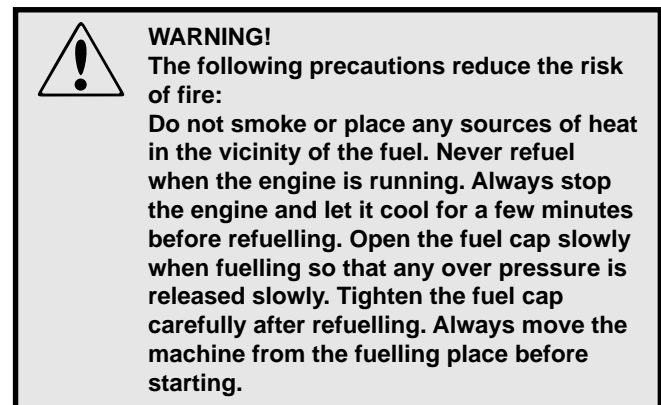 WARNING!
The following precautions reduce the risk
of fire:
Do not smoke or place any sources of heat
in the vicinity of the fuel. Never refuel
when the engine is running. Always stop
the engine and let it cool for a few minutes
before refuelling. Open the fuel cap slowly
when fuelling so that any over pressure is
released slowly. Tighten the fuel cap
carefully after refuelling. Always move the
machine from the fuelling place before
starting.